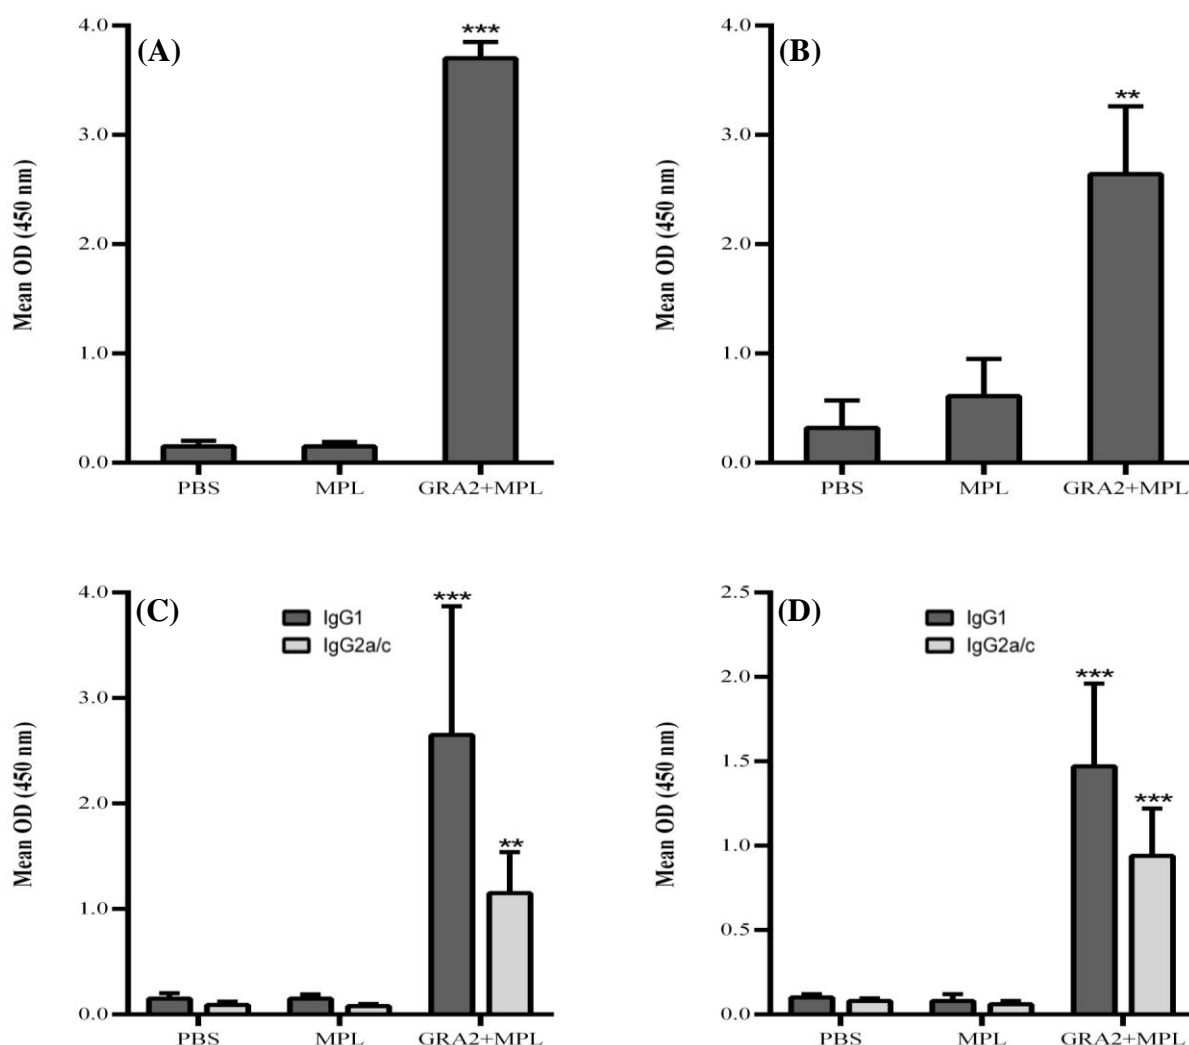 (A)
Mean OD (450 nm)
4.0
3.0
2.0
1.0
0.0
***
PBS MPL GRA2+MPL
(B)
Mean OD (450 nm)
4.0
3.0
2.0
1.0
0.0
**
PBS MPL GRA2+MPL
(C)
Mean OD (450 nm)
4.0
3.0
2.0
1.0
0.0
IgG1
IgG2a/c
***
**
PBS MPL GRA2+MPL
(D)
Mean OD (450 nm)
2.5
2.0
1.5
1.0
0.5
0.0
IgG1
IgG2a/c
***
***
PBS MPL GRA2+MPL